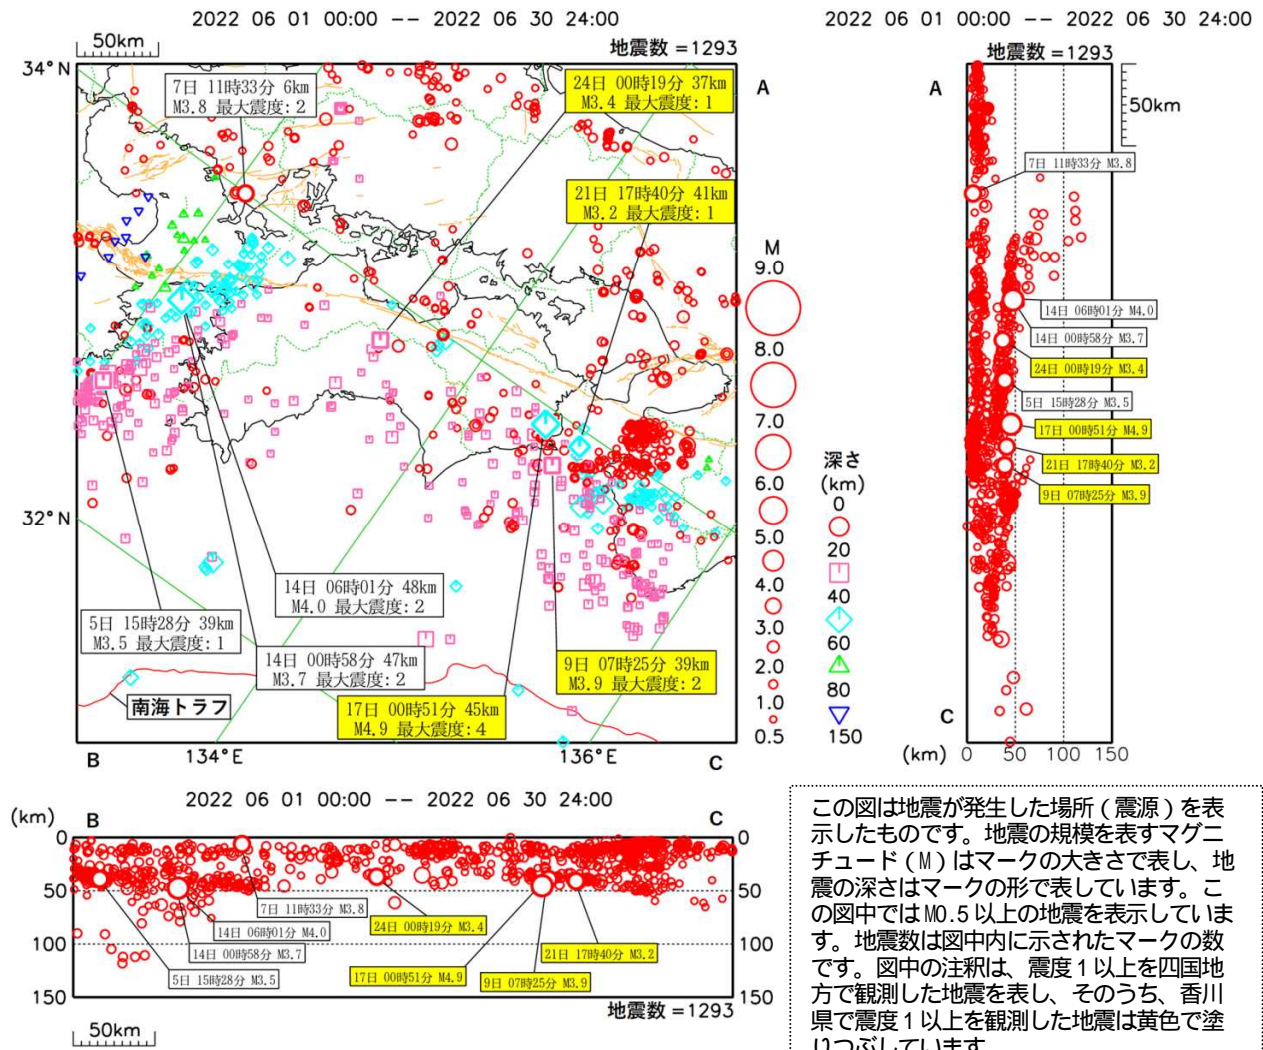 2022 06 01 00:00 -- 2022 06 30 24:00
50km
地震数 =1293
34°N
32°N
7日 11時33分 6km
M3.8 最大震度:2
24日 00時19分 37km
M3.4 最大震度:1
21日 17時40分 41km
M3.2 最大震度:1
14日 06時01分 48km
M4.0 最大震度:2
5日 15時28分 39km
M3.5 最大震度:1
14日 00時58分 47km
M3.7 最大震度:2
9日 07時25分 39km
M3.9 最大震度:2
17日 00時51分 45km
M4.9 最大震度:4
南海トラフ
A
B
134°E
136°E
C
M
9.0
8.0
7.0
6.0
5.0
4.0
3.0
2.0
1.0
0.5
深さ
(km)
0
20
40
60
80
150
2022 06 01 00:00 -- 2022 06 30 24:00
地震数 =1293
A
50km
7日 11時33分 M3.8
14日 06時01分 M4.0
14日 00時58分 M3.7
24日 00時19分 M3.4
5日 15時28分 M3.5
17日 00時51分 M4.9
21日 17時40分 M3.2
9日 07時25分 M3.9
C
(km) 0 50 100 150
2022 06 01 00:00 -- 2022 06 30 24:00
(km) B C
0 0
50 50
100 100
150 150
7日 11時33分 M3.8
14日 06時01分 M4.0
14日 00時58分 M3.7
5日 15時28分 M3.5
24日 00時19分 M3.4
17日 00時51分 M4.9
21日 17時40分 M3.2
9日 07時25分 M3.9
地震数 =1293
50km
この図は地震が発生した場所(震源)を表
示したものです。地震の規模を表すマグニ
チュード(M)はマークの大きさで表し、地
震の深さはマークの形で表しています。こ
の図中ではM0.5以上の地震を表示していま
す。地震数は図中内に示されたマークの数
です。図中の注釈は、震度1以上を四国地
方で観測した地震を表し、そのうち、香川
県で震度1以上を観測した地震は黄色で塗
りつぶしています